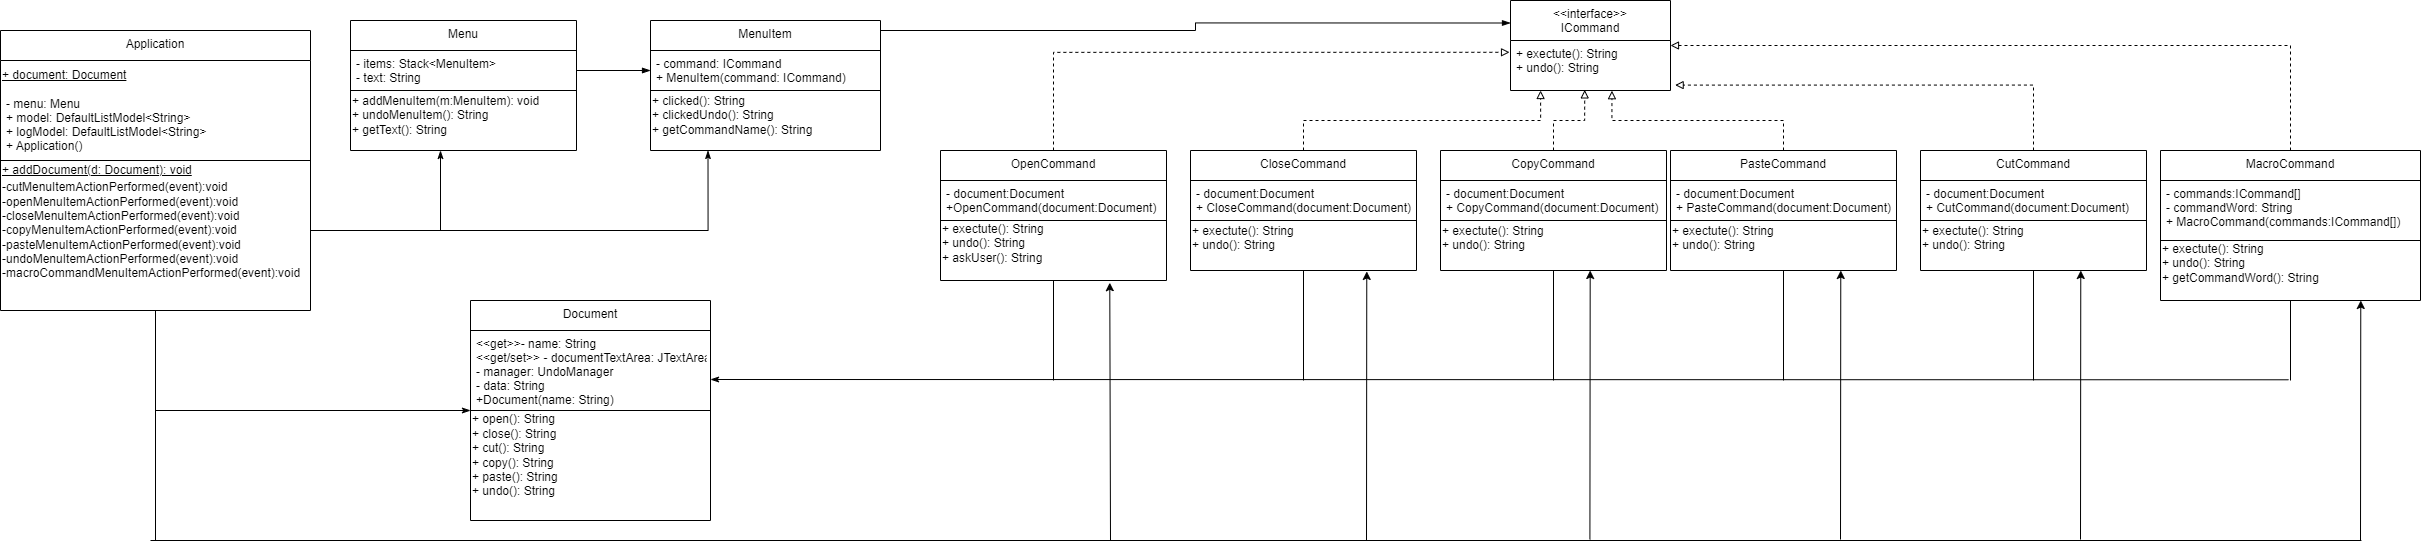 Application
+ document: Document
- menu: Menu
+ model: DefaultListModel<String>
+ logModel: DefaultListModel<String>
+ Application()
+ addDocument(d: Document): void
-cutMenuItemActionPerformed(event):void
-openMenuItemActionPerformed(event):void
-closeMenuItemActionPerformed(event):void
-copyMenuItemActionPerformed(event):void
-pasteMenuItemActionPerformed(event):void
-undoMenuItemActionPerformed(event):void
-macroCommandMenuItemActionPerformed(event):void
Menu
- items: Stack<MenuItem>
- text: String
+ addMenuItem(m:MenuItem): void
+ undoMenuItem(): String
+ getText(): String
MenuItem
- command: ICommand
+ MenuItem(command: ICommand)
+ clicked(): String
+ clickedUndo(): String
+ getCommandName(): String
<<interface>>
ICommand
+ exectute(): String
+ undo(): String
OpenCommand
- document:Document
+OpenCommand(document:Document)
+ exectute(): String
+ undo(): String
+ askUser(): String
CloseCommand
- document:Document
+ CloseCommand(document:Document)
+ exectute(): String
+ undo(): String
CopyCommand
- document:Document
+ CopyCommand(document:Document)
+ exectute(): String
+ undo(): String
PasteCommand
- document:Document
+ PasteCommand(document:Document)
+ exectute(): String
+ undo(): String
CutCommand
- document:Document
+ CutCommand(document:Document)
+ exectute(): String
+ undo(): String
MacroCommand
- commands:ICommand[]
- commandWord: String
+ MacroCommand(commands:ICommand[])
+ exectute(): String
+ undo(): String
+ getCommandWord(): String
Document
<<get>>- name: String
<<get/set>> - documentTextArea: JTextArea
- manager: UndoManager
- data: String
+Document(name: String)
+ open(): String
+ close(): String
+ cut(): String
+ copy(): String
+ paste(): String
+ undo(): String